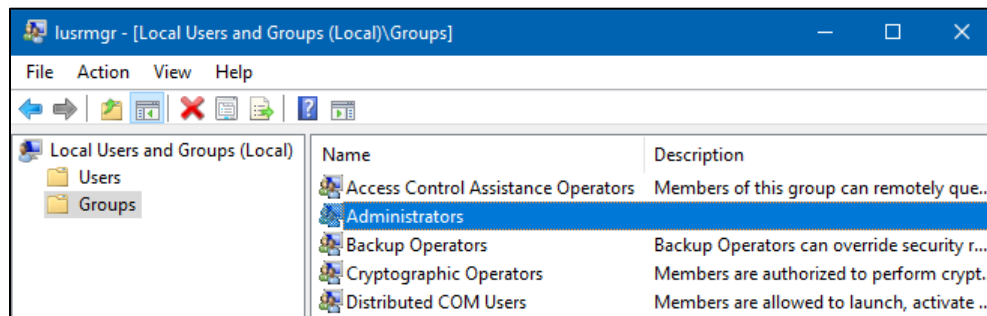 lusrmgr - [Local Users and Groups (Local)\Groups]
File Action View Help
Local Users and Groups (Local)
Users
Groups
Name Description
Access Control Assistance Operators Members of this group can remotely que..
Administrators
Backup Operators Backup Operators can override security r...
Cryptographic Operators Members are authorized to perform crypt.
Distributed COM Users Members are allowed to launch, activate ..